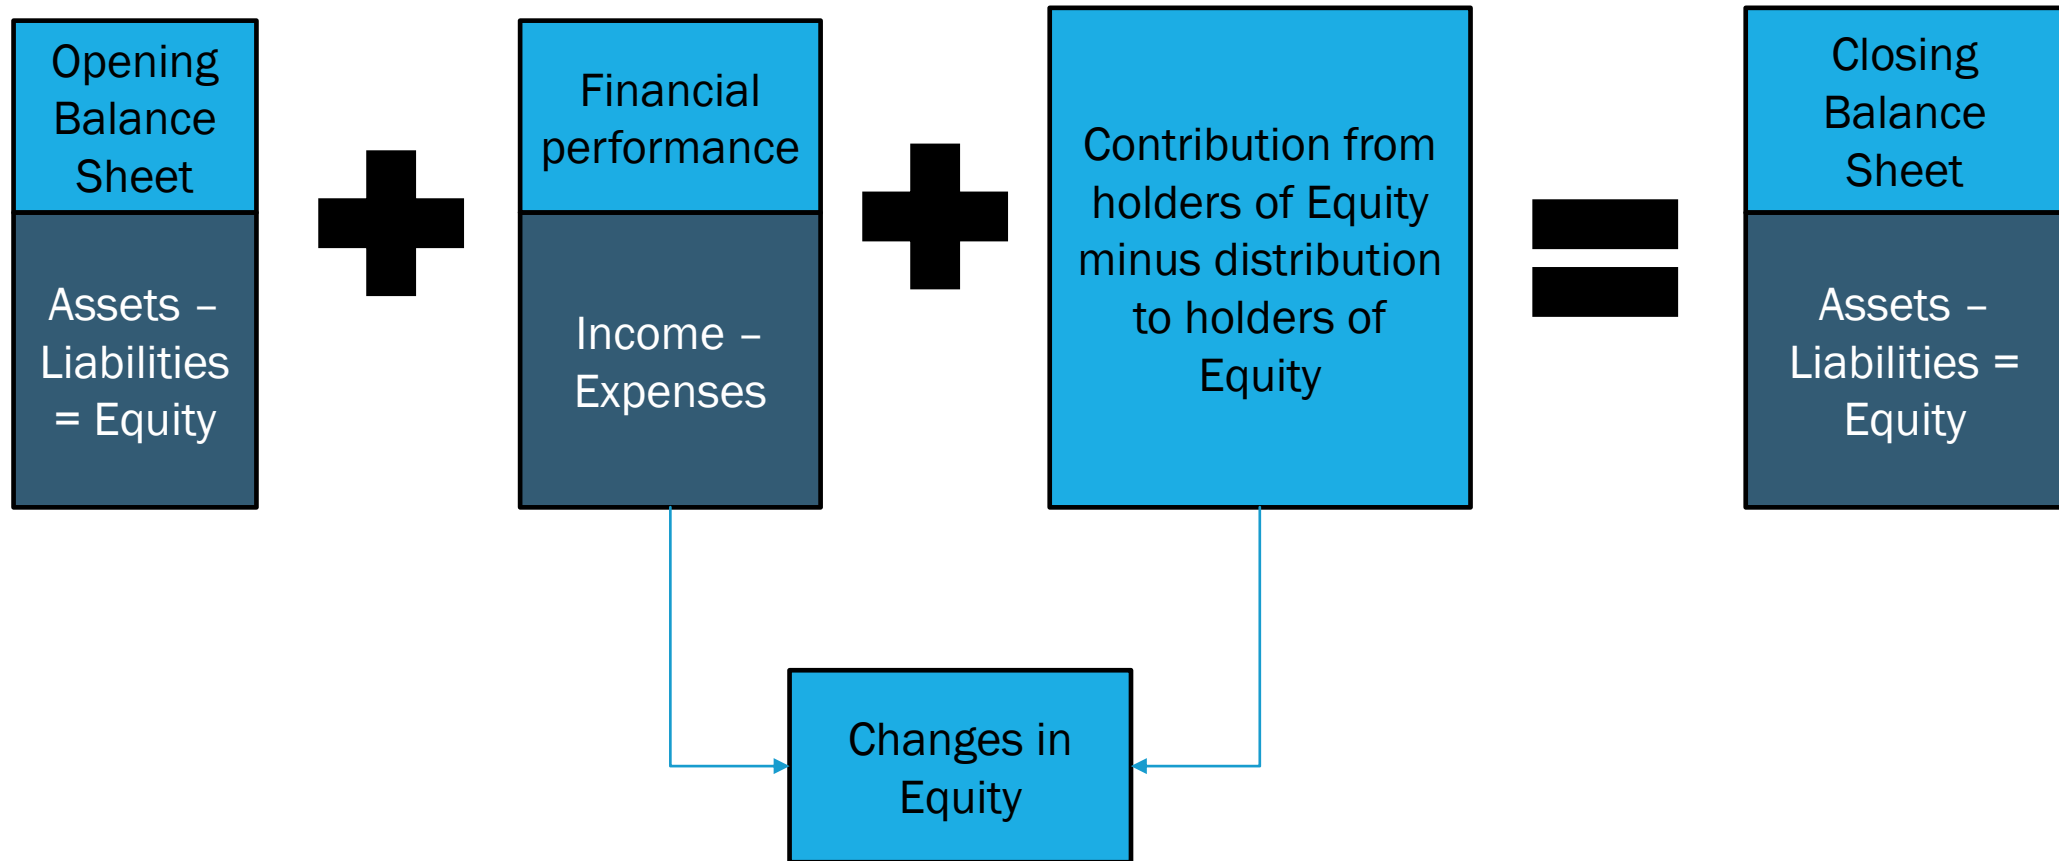 Opening
Balance
Sheet
Assets –
Liabilities
= Equity
Financial
performance
Income –
Expenses
Contribution from
holders of Equity
minus distribution
to holders of
Equity
Closing
Balance
Sheet
Assets –
Liabilities =
Equity
Changes in
Equity